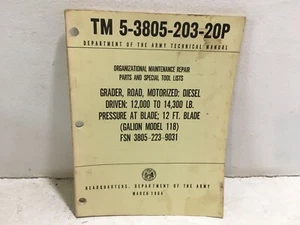 TM 5-3805-203-20P
DEPARTMENT OF THE ARMY TECHNICAL MANUAL
ORGANIZATIONAL MAINTENANCE REPAIR
PARTS AND SPECIAL TOOL LISTS
GRADER, ROAD, MOTORIZED: DIESEL
DRIVEN: 12,000 TO 14,300 LB.
PRESSURE AT BLADE; 12 FT. BLADE
(GALION MODEL 118)
FSN 3805-223-9031
HEADQUARTERS, DEPARTMENT OF THE ARMY
MARCH 1964